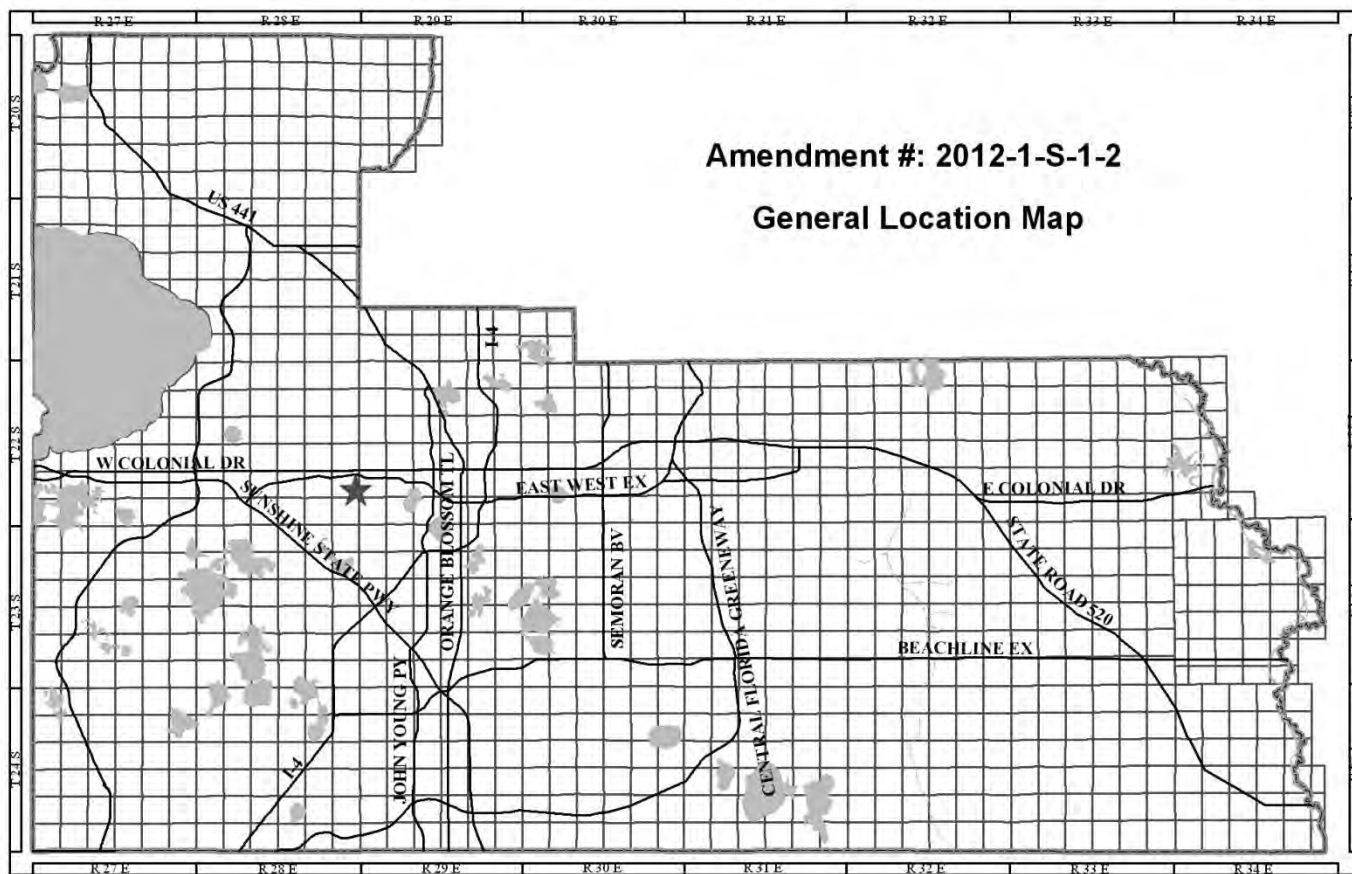 R 27 E
R 28 E
R 29 E
R 30 E
R 31 E
R 32 E
R 33 E
R 34 E
T 20 S
Amendment #: 2012-1-S-1-2
General Location Map
US 441
T 21 S
I-4
T 22 S
W COLONIAL DR
SUNSHINE STATE PWY
ORANGE BLOSSOM TL
EAST WEST EX
E COLONIAL DR
STATE ROAD 520
SEMORAN BV
CENTRAL FLORIDA GREENEWAY
T 23 S
BEACHLINE EX
JOHN YOUNG PY
I-4
T 24 S
R 27 E
R 28 E
R 29 E
R 30 E
R 31 E
R 32 E
R 33 E
R 34 E